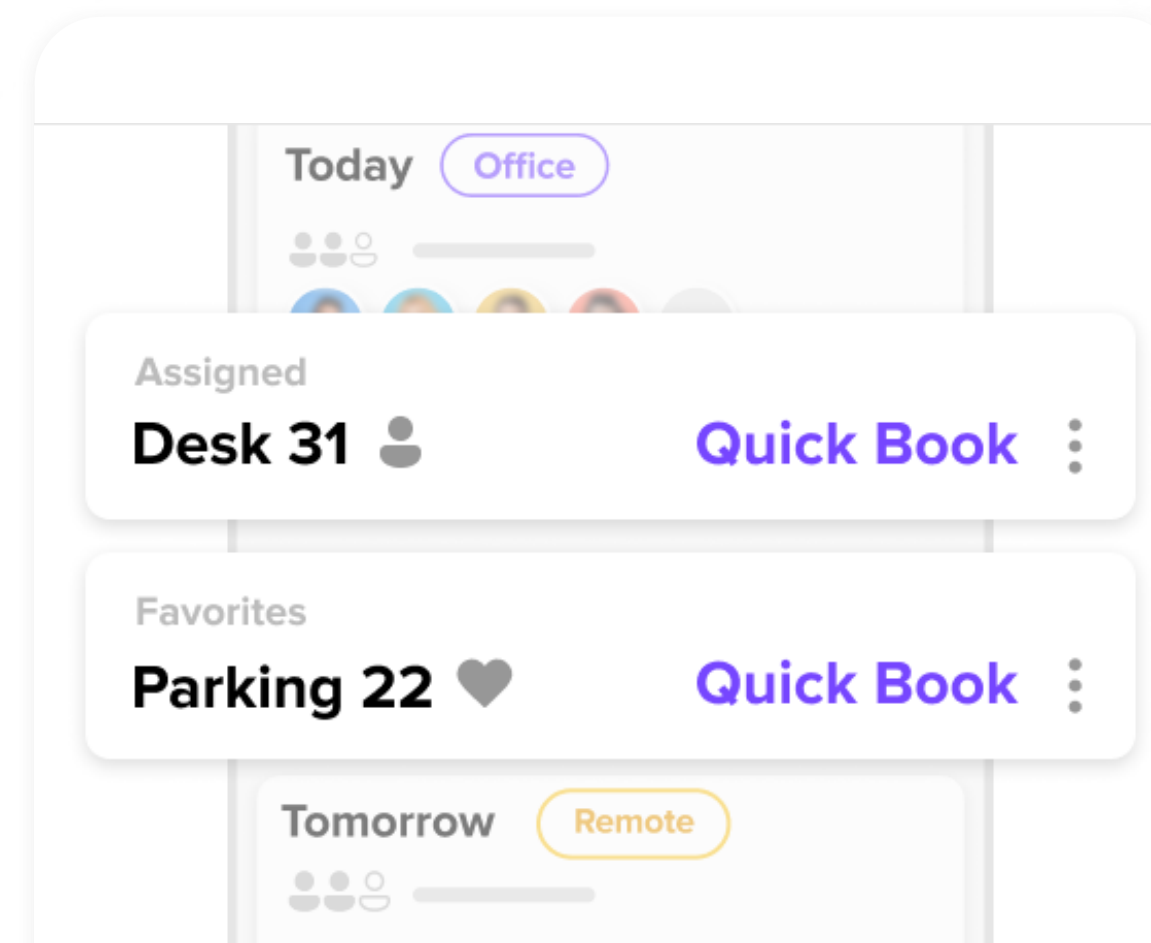 Today Office
Assigned
Desk 31 Quick Book
Favorites
Parking 22 Quick Book
Tomorrow Remote